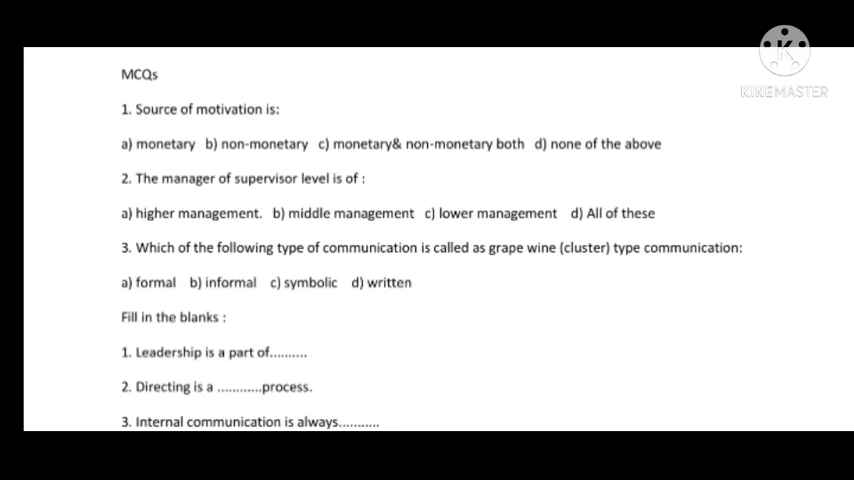 KINEMASTER
MCQs
1. Source of motivation is:
a) monetary b) non-monetary c) monetary& non-monetary both d) none of the above
2. The manager of supervisor level is of :
a) higher management. b) middle management c) lower management d) All of these
3. Which of the following type of communication is called as grape wine (cluster) type communication:
a) formal b) informal c) symbolic d) written
Fill in the blanks :
1. Leadership is a part of..........
2. Directing is a ............process.
3. Internal communication is always...........